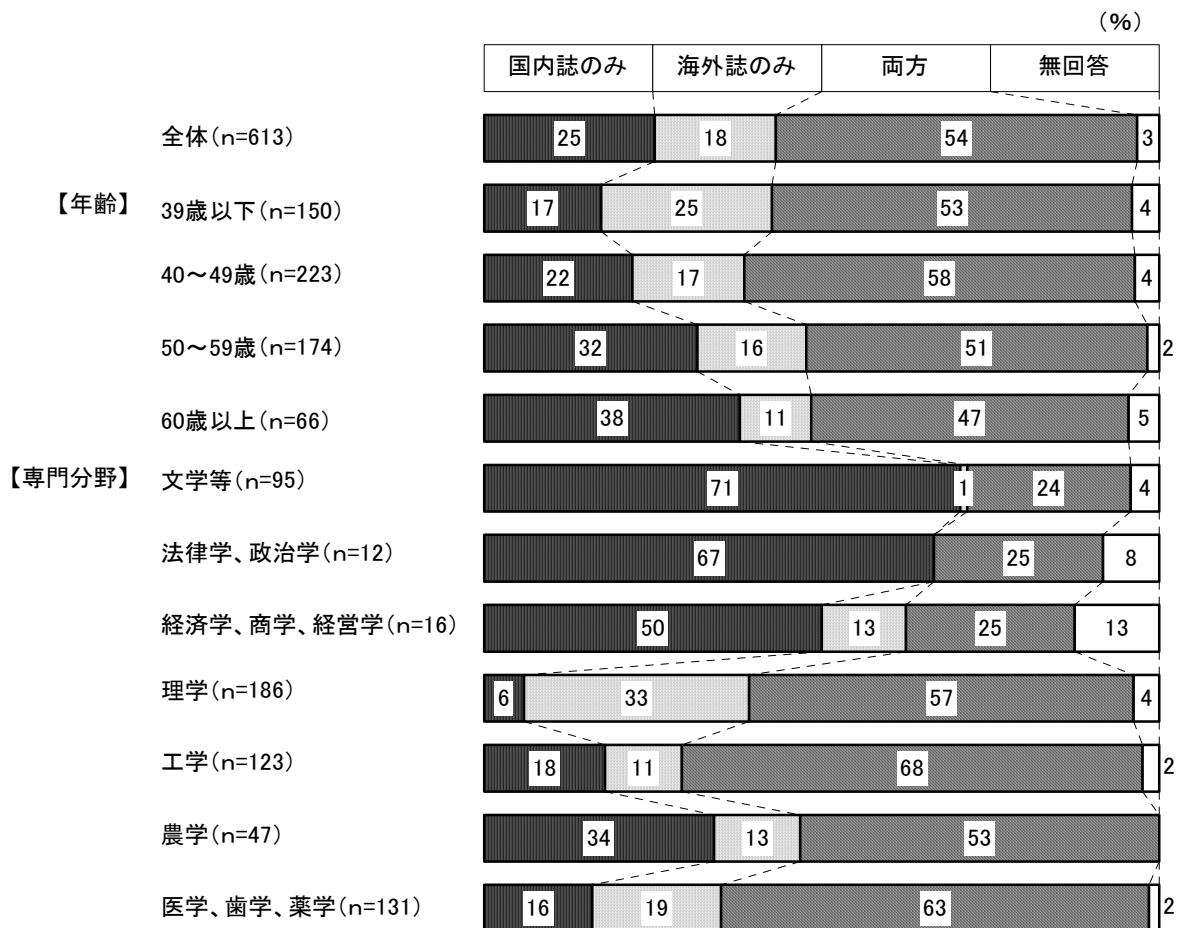 (%)
国内誌のみ 海外誌のみ 両方 無回答
全体(n=613) 25 18 54 3
【年齢】 39歳以下(n=150) 17 25 53 4
40～49歳(n=223) 22 17 58 4
50～59歳(n=174) 32 16 51 2
60歳以上(n=66) 38 11 47 5
【専門分野】 文学等(n=95) 71 1 24 4
法律学、政治学(n=12) 67 25 8
経済学、商学、経営学(n=16) 50 13 25 13
理学(n=186) 6 33 57 4
工学(n=123) 18 11 68 2
農学(n=47) 34 13 53
医学、歯学、薬学(n=131) 16 19 63 2